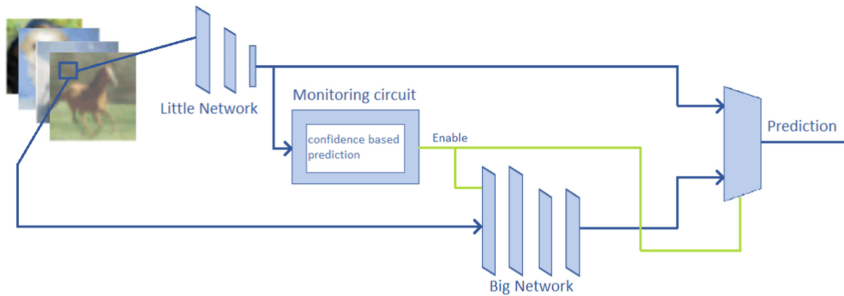 Little Network
Monitoring circuit
confidence based
prediction
Enable
Prediction
Big Network